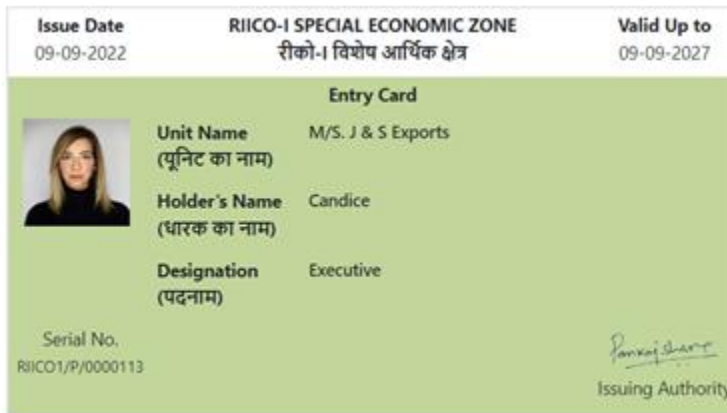 Issue Date
09-09-2022
RIICO-I SPECIAL ECONOMIC ZONE
रीको-I विशेष आर्थिक क्षेत्र
Valid Up to
09-09-2027
Entry Card
Unit Name M/S. J & S Exports
(यूनिट का नाम)
Holder's Name Candice
(धारक का नाम)
Designation Executive
(पदनाम)
Serial No.
RIICO1/P/0000113
Issuing Authority